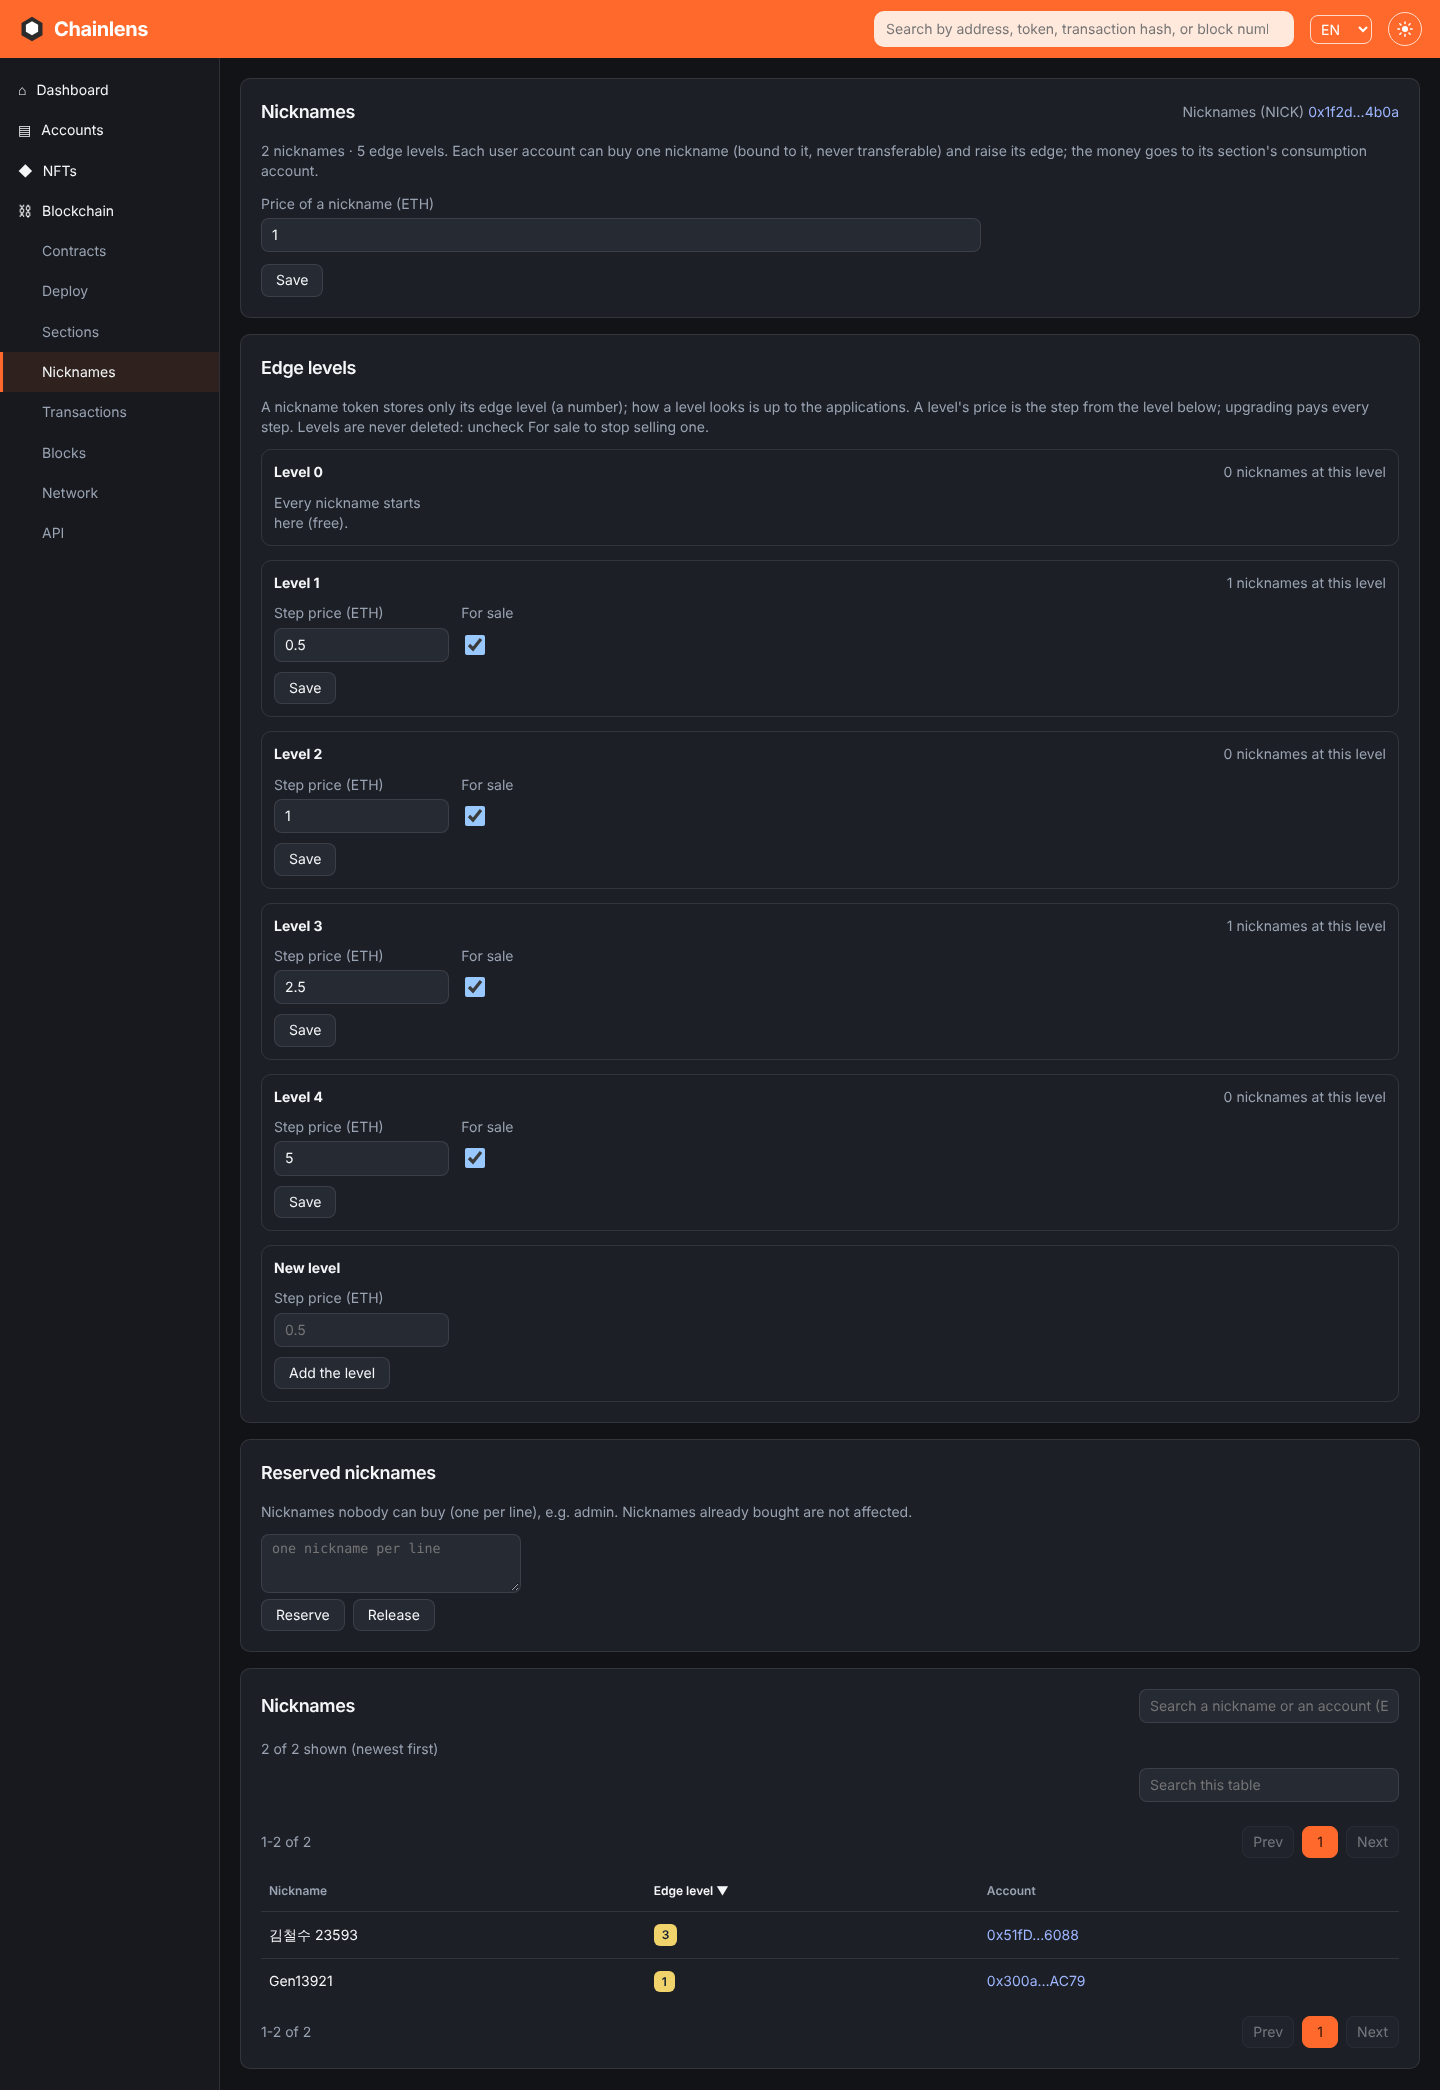 Chainlens
Search by address, token, transaction hash, or block numl
EN
Dashboard
Accounts
NFTs
Blockchain
Contracts
Deploy
Sections
Nicknames
Transactions
Blocks
Network
API
Nicknames
Nicknames (NICK) 0x1f2d…4b0a
2 nicknames · 5 edge levels. Each user account can buy one nickname (bound to it, never transferable) and raise its edge; the money goes to its section's consumption
account.
Price of a nickname (ETH)
1
Save
Edge levels
A nickname token stores only its edge level (a number); how a level looks is up to the applications. A level's price is the step from the level below; upgrading pays every
step. Levels are never deleted: uncheck For sale to stop selling one.
Level 0
0 nicknames at this level
Every nickname starts
here (free).
Level 1
1 nicknames at this level
Step price (ETH)
For sale
0.5
Save
Level 2
0 nicknames at this level
Step price (ETH)
For sale
1
Save
Level 3
1 nicknames at this level
Step price (ETH)
For sale
2.5
Save
Level 4
0 nicknames at this level
Step price (ETH)
For sale
5
Save
New level
Step price (ETH)
0.5
Add the level
Reserved nicknames
Nicknames nobody can buy (one per line), e.g. admin. Nicknames already bought are not affected.
one nickname per line
Reserve
Release
Nicknames
Search a nickname or an account (E
2 of 2 shown (newest first)
Search this table
1-2 of 2
Prev 1 Next
Nickname Edge level ▼ Account
김철수 23593 3 0x51fD…6088
Gen13921 1 0x300a…AC79
1-2 of 2
Prev 1 Next